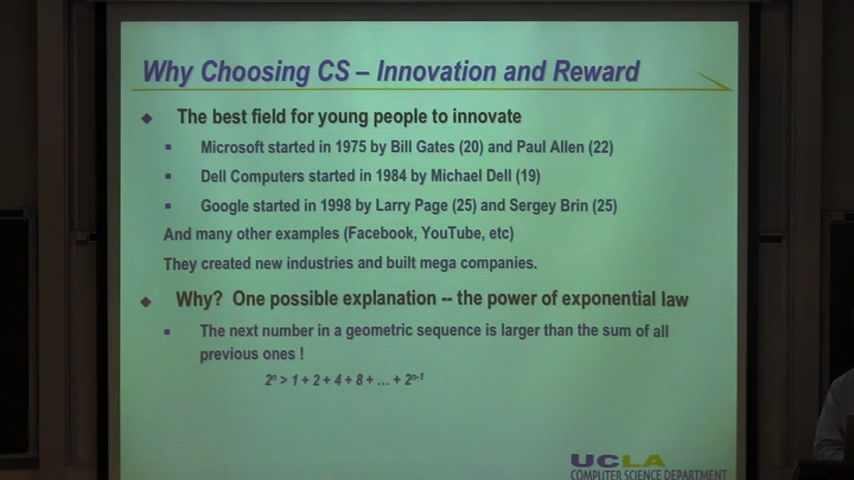 Why Choosing CS – Innovation and Reward
The best field for young people to innovate
Microsoft started in 1975 by Bill Gates (20) and Paul Allen (22)
Dell Computers started in 1984 by Michael Dell (19)
Google started in 1998 by Larry Page (25) and Sergey Brin (25)
And many other examples (Facebook, YouTube, etc)
They created new industries and built mega companies.
Why? One possible explanation -- the power of exponential law
The next number in a geometric sequence is larger than the sum of all
previous ones !
2ⁿ > 1 + 2 + 4 + 8 + ... + 2ⁿ⁻¹
UCLA
COMPUTER SCIENCE DEPARTMENT